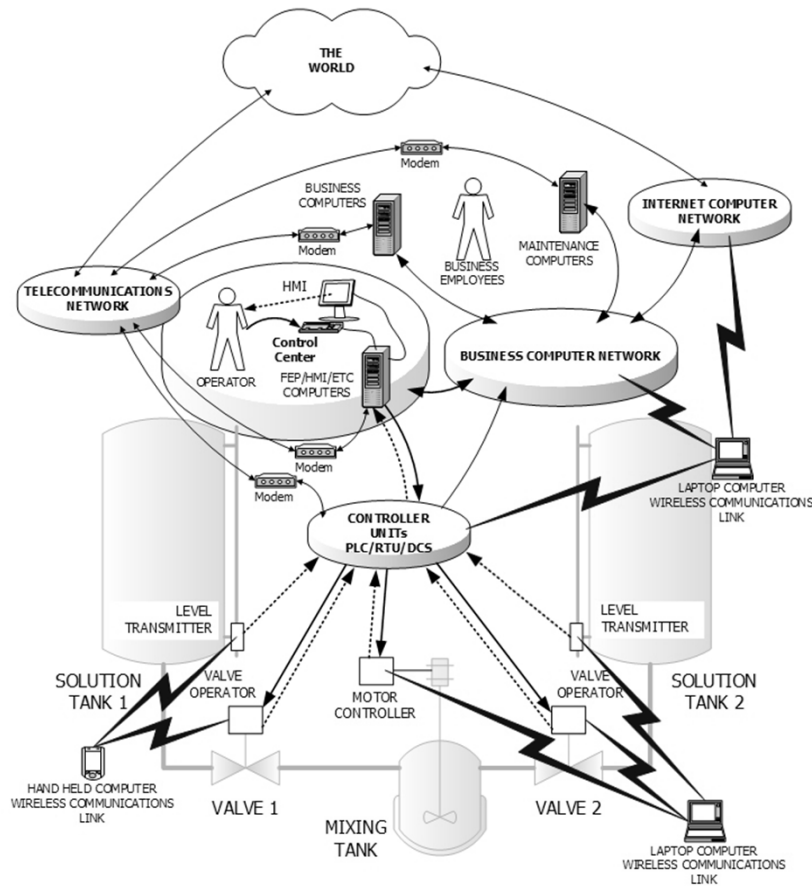 THE
WORLD
Modem
BUSINESS
COMPUTERS
MAINTENANCE
COMPUTERS
INTERNET COMPUTER
NETWORK
Modem
BUSINESS
EMPLOYEES
TELECOMMUNICATIONS
NETWORK
HMI
Control
Center
OPERATOR
FEP/HMI/ETC
COMPUTERS
BUSINESS COMPUTER NETWORK
Modem
Modem
LAPTOP COMPUTER
WIRELESS COMMUNICATIONS
LINK
CONTROLLER
UNITs
PLC/RTU/DCS
LEVEL
TRANSMITTER
LEVEL
TRANSMITTER
SOLUTION
TANK 1
VALVE
OPERATOR
MOTOR
CONTROLLER
VALVE
OPERATOR
SOLUTION
TANK 2
HAND HELD COMPUTER
WIRELESS COMMUNICATIONS
LINK
VALVE 1
MIXING
TANK
VALVE 2
LAPTOP COMPUTER
WIRELESS COMMUNICATIONS
LINK